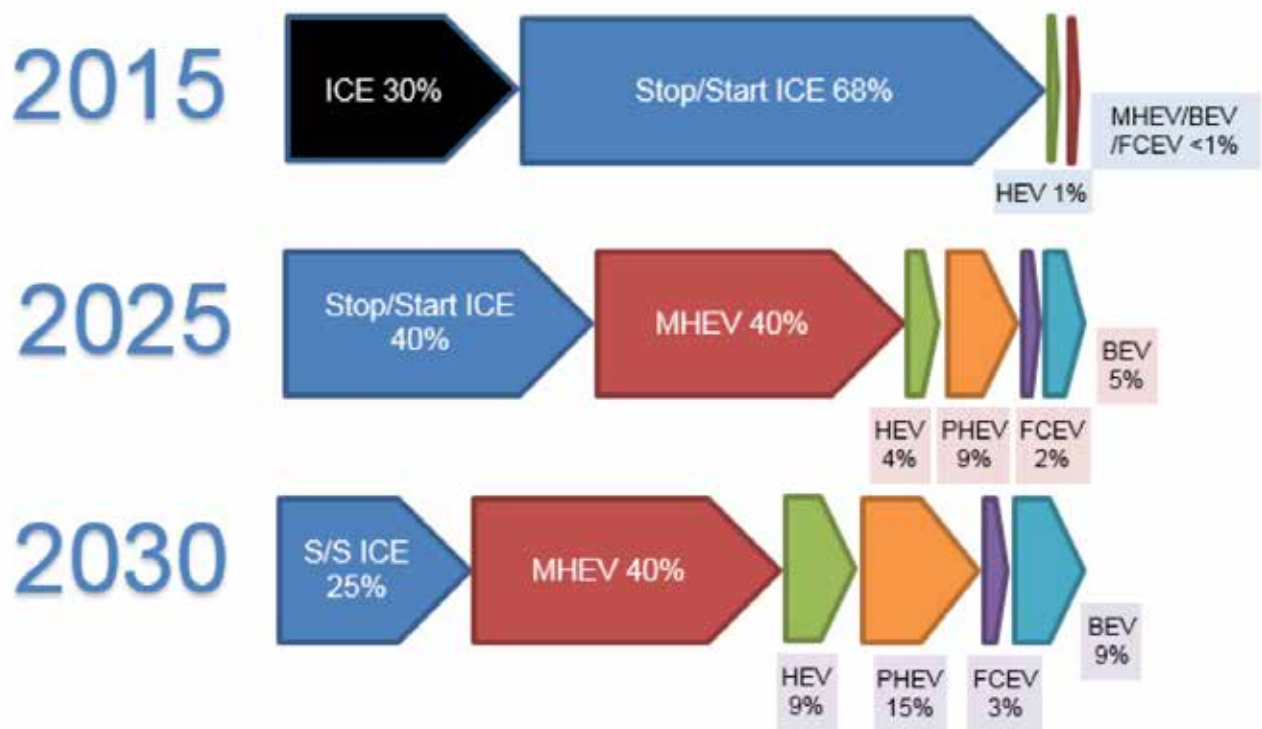 2015
ICE 30%
Stop/Start ICE 68%
MHEV/BEV
/FCEV <1%
HEV 1%
2025
Stop/Start ICE
40%
MHEV 40%
BEV
5%
HEV
4%
PHEV
9%
FCEV
2%
2030
S/S ICE
25%
MHEV 40%
BEV
9%
HEV
9%
PHEV
15%
FCEV
3%